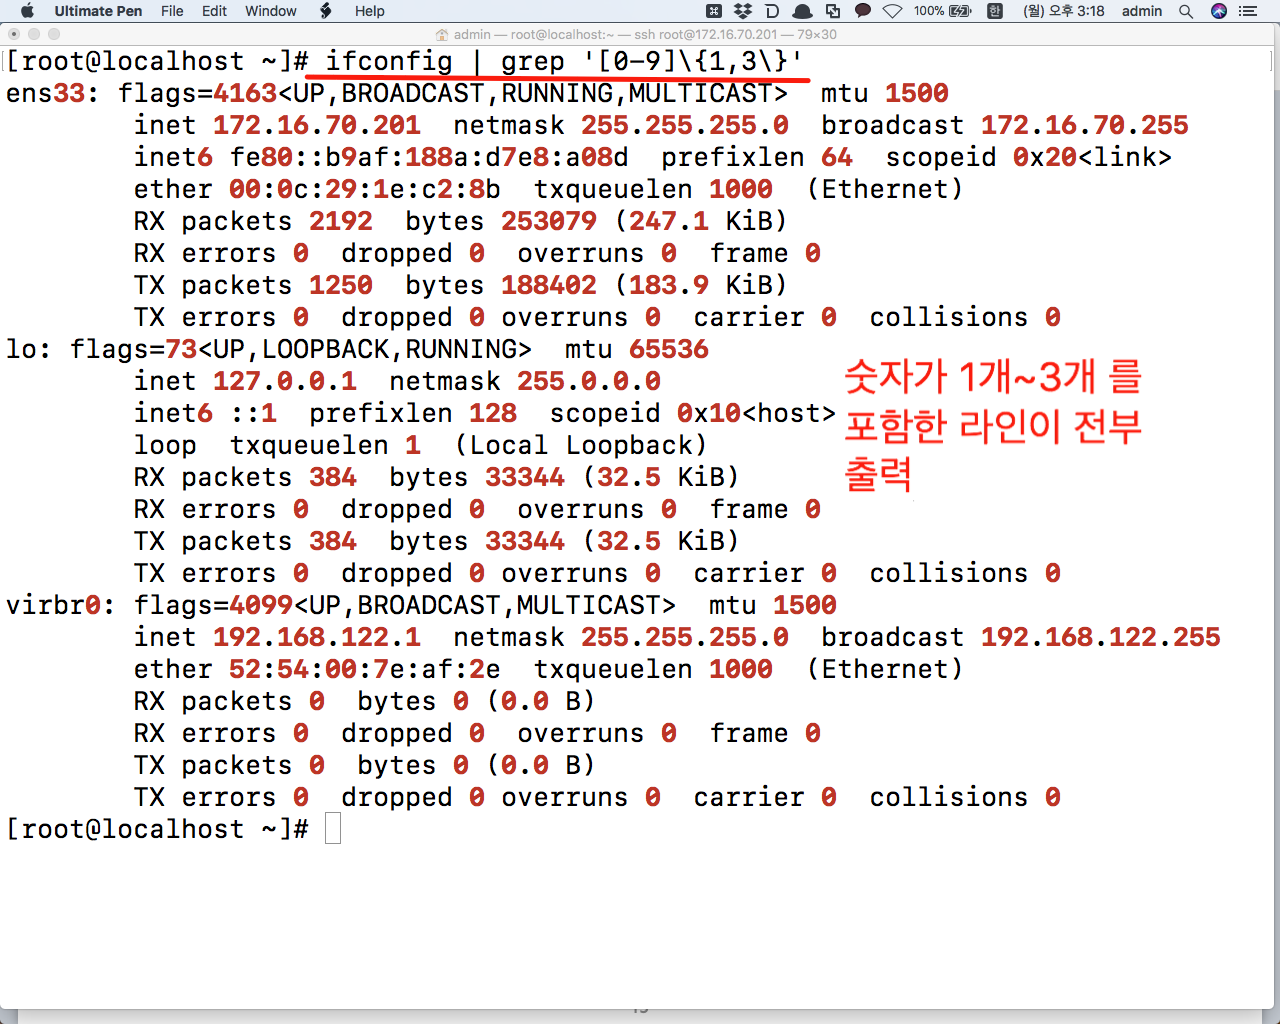 Ultimate Pen File Edit Window Help 100% 한 (월) 오후 3:18 admin
admin — root@localhost:~ — ssh root@172.16.70.201 — 79×30
[root@localhost ~]# ifconfig | grep '[0-9]\{1,3\}'
ens33: flags=4163<UP,BROADCAST,RUNNING,MULTICAST>  mtu 1500
        inet 172.16.70.201  netmask 255.255.255.0  broadcast 172.16.70.255
        inet6 fe80::b9af:188a:d7e8:a08d  prefixlen 64  scopeid 0x20<link>
        ether 00:0c:29:1e:c2:8b  txqueuelen 1000  (Ethernet)
        RX packets 2192  bytes 253079 (247.1 KiB)
        RX errors 0  dropped 0  overruns 0  frame 0
        TX packets 1250  bytes 188402 (183.9 KiB)
        TX errors 0  dropped 0 overruns 0  carrier 0  collisions 0
lo: flags=73<UP,LOOPBACK,RUNNING>  mtu 65536
        inet 127.0.0.1  netmask 255.0.0.0
        inet6 ::1  prefixlen 128  scopeid 0x10<host>
        loop  txqueuelen 1  (Local Loopback)
        RX packets 384  bytes 33344 (32.5 KiB)
        RX errors 0  dropped 0  overruns 0  frame 0
        TX packets 384  bytes 33344 (32.5 KiB)
        TX errors 0  dropped 0 overruns 0  carrier 0  collisions 0
숫자가 1개~3개 를
포함한 라인이 전부
출력
virbr0: flags=4099<UP,BROADCAST,MULTICAST>  mtu 1500
        inet 192.168.122.1  netmask 255.255.255.0  broadcast 192.168.122.255
        ether 52:54:00:7e:af:2e  txqueuelen 1000  (Ethernet)
        RX packets 0  bytes 0 (0.0 B)
        RX errors 0  dropped 0  overruns 0  frame 0
        TX packets 0  bytes 0 (0.0 B)
        TX errors 0  dropped 0 overruns 0  carrier 0  collisions 0
[root@localhost ~]#